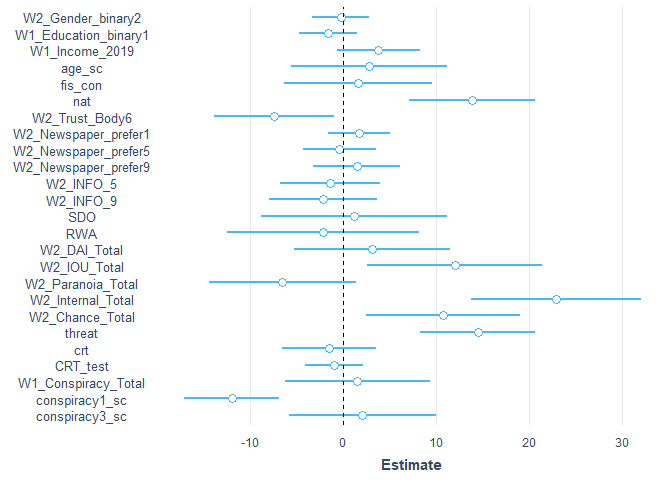 W2_Gender_binary2
W1_Education_binary1
W1_Income_2019
age_sc
fis_con
nat
W2_Trust_Body6
W2_Newspaper_prefer1
W2_Newspaper_prefer5
W2_Newspaper_prefer9
W2_INFO_5
W2_INFO_9
SDO
RWA
W2_DAI_Total
W2_IOU_Total
W2_Paranoia_Total
W2_Internal_Total
W2_Chance_Total
threat
crt
CRT_test
W1_Conspiracy_Total
conspiracy1_sc
conspiracy3_sc
-10 0 10 20 30
Estimate